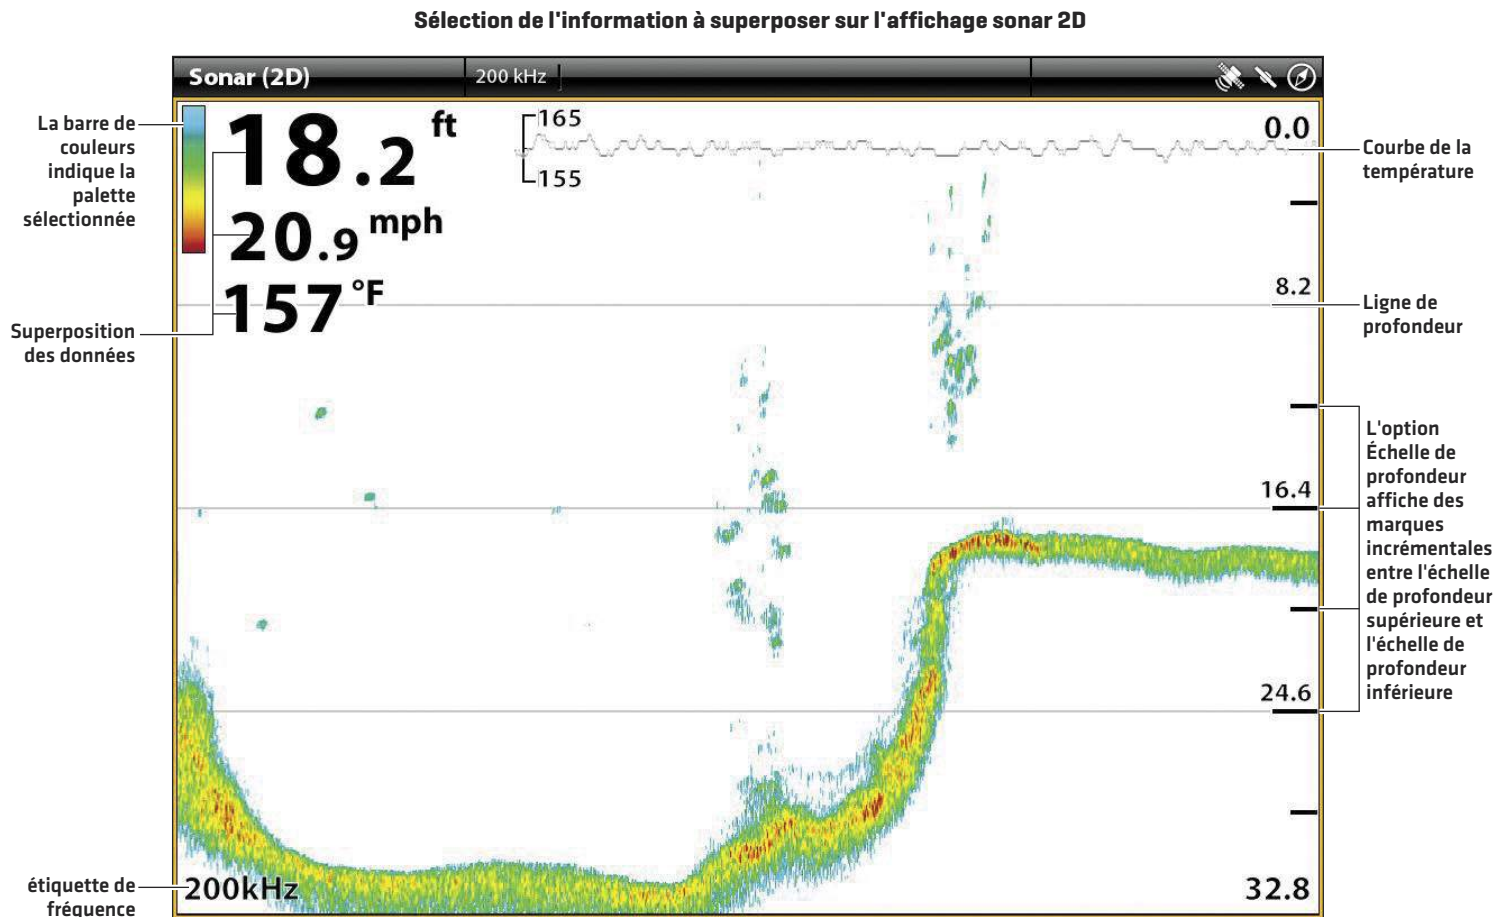 Sélection de l'information à superposer sur l'affichage sonar 2D
Sonar (2D)
200 kHz
La barre de
couleurs
indique la
palette
sélectionnée
18.2 ft
20.9 mph
157 °F
165
155
0.0
Courbe de la
température
8.2
Ligne de
profondeur
Superposition
des données
L'option
Échelle de
profondeur
affiche des
marques
incrémentales
entre l'échelle
de profondeur
supérieure et
l'échelle de
profondeur
inférieure
16.4
24.6
étiquette de
fréquence
200kHz
32.8